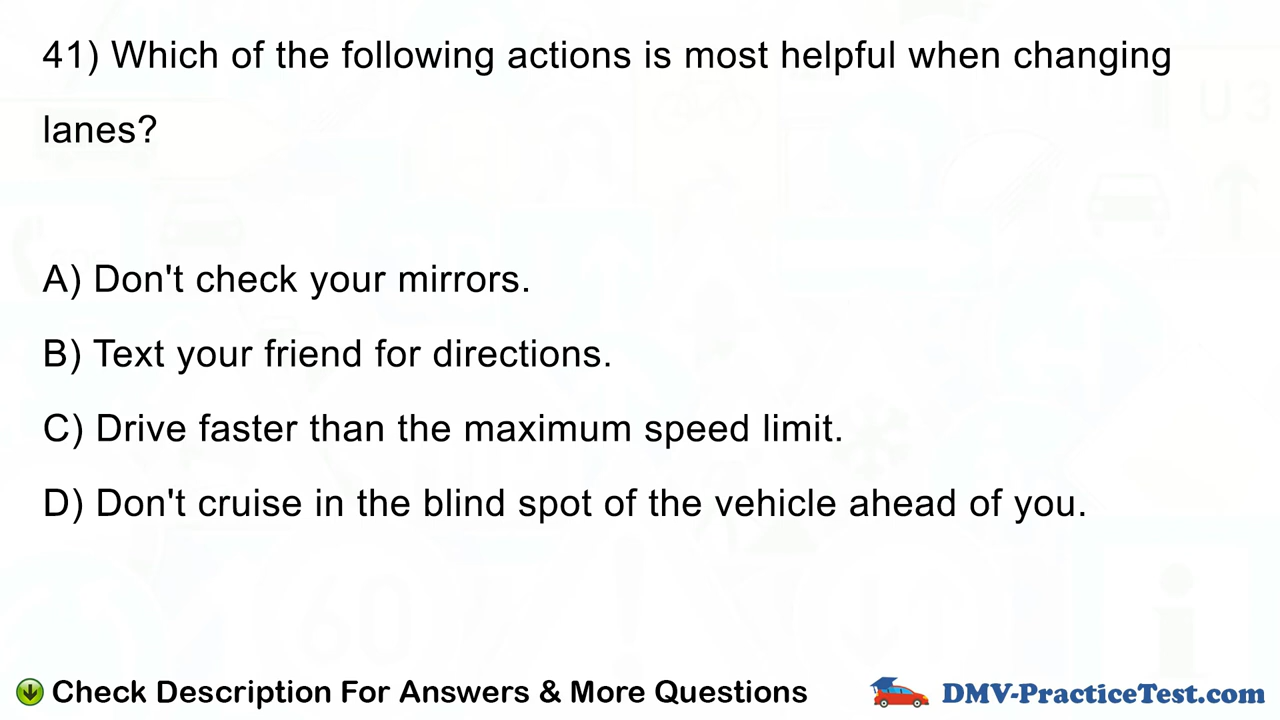 41) Which of the following actions is most helpful when changing
lanes?
A) Don't check your mirrors.
B) Text your friend for directions.
C) Drive faster than the maximum speed limit.
D) Don't cruise in the blind spot of the vehicle ahead of you.
Check Description For Answers & More Questions
DMV-PracticeTest.com